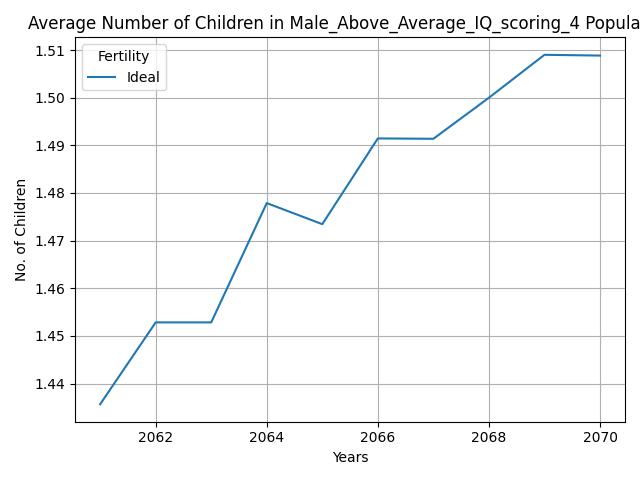 Average Number of Children in Male_Above_Average_IQ_scoring_4 Popula
1.51
1.50
1.49
1.48
1.47
1.46
1.45
1.44
No. of Children
Fertility
Ideal
2062 2064 2066 2068 2070
Years